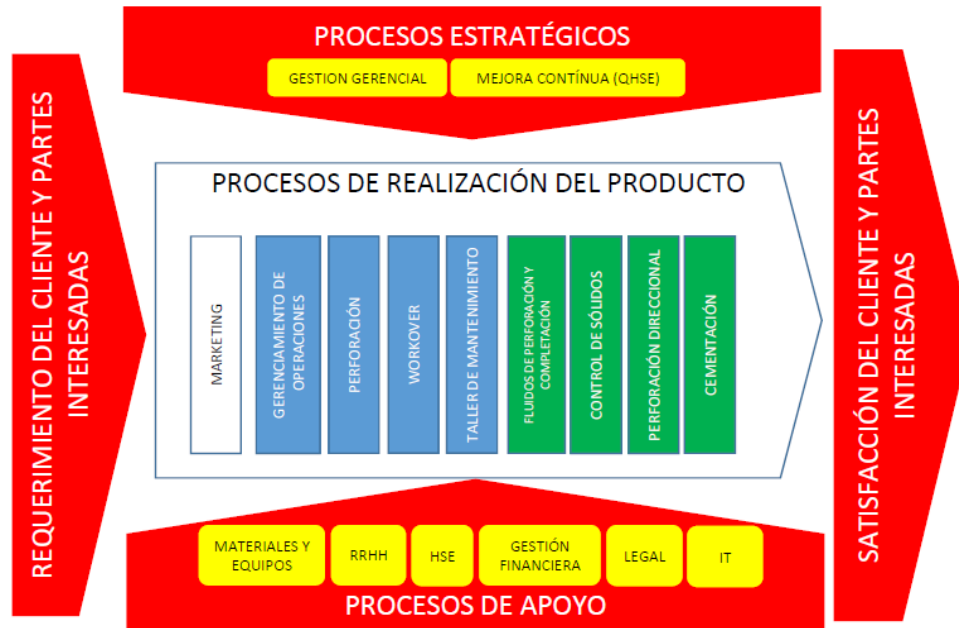 PROCESOS ESTRATÉGICOS
GESTION GERENCIAL
MEJORA CONTÍNUA (QHSE)
REQUERIMIENTO DEL CLIENTE Y PARTES
INTERESADAS
PROCESOS DE REALIZACIÓN DEL PRODUCTO
MARKETING
GERENCIAMIENTO DE
OPERACIONES
PERFORACIÓN
WORKOVER
TALLER DE MANTENIMIENTO
FLUIDOS DE PERFORACIÓN Y
COMPLETACIÓN
CONTROL DE SÓLIDOS
PERFORACIÓN DIRECCIONAL
CEMENTACIÓN
SATISFACCIÓN DEL CLIENTE Y PARTES
INTERESADAS
MATERIALES Y
EQUIPOS
RRHH
HSE
GESTIÓN
FINANCIERA
LEGAL
IT
PROCESOS DE APOYO